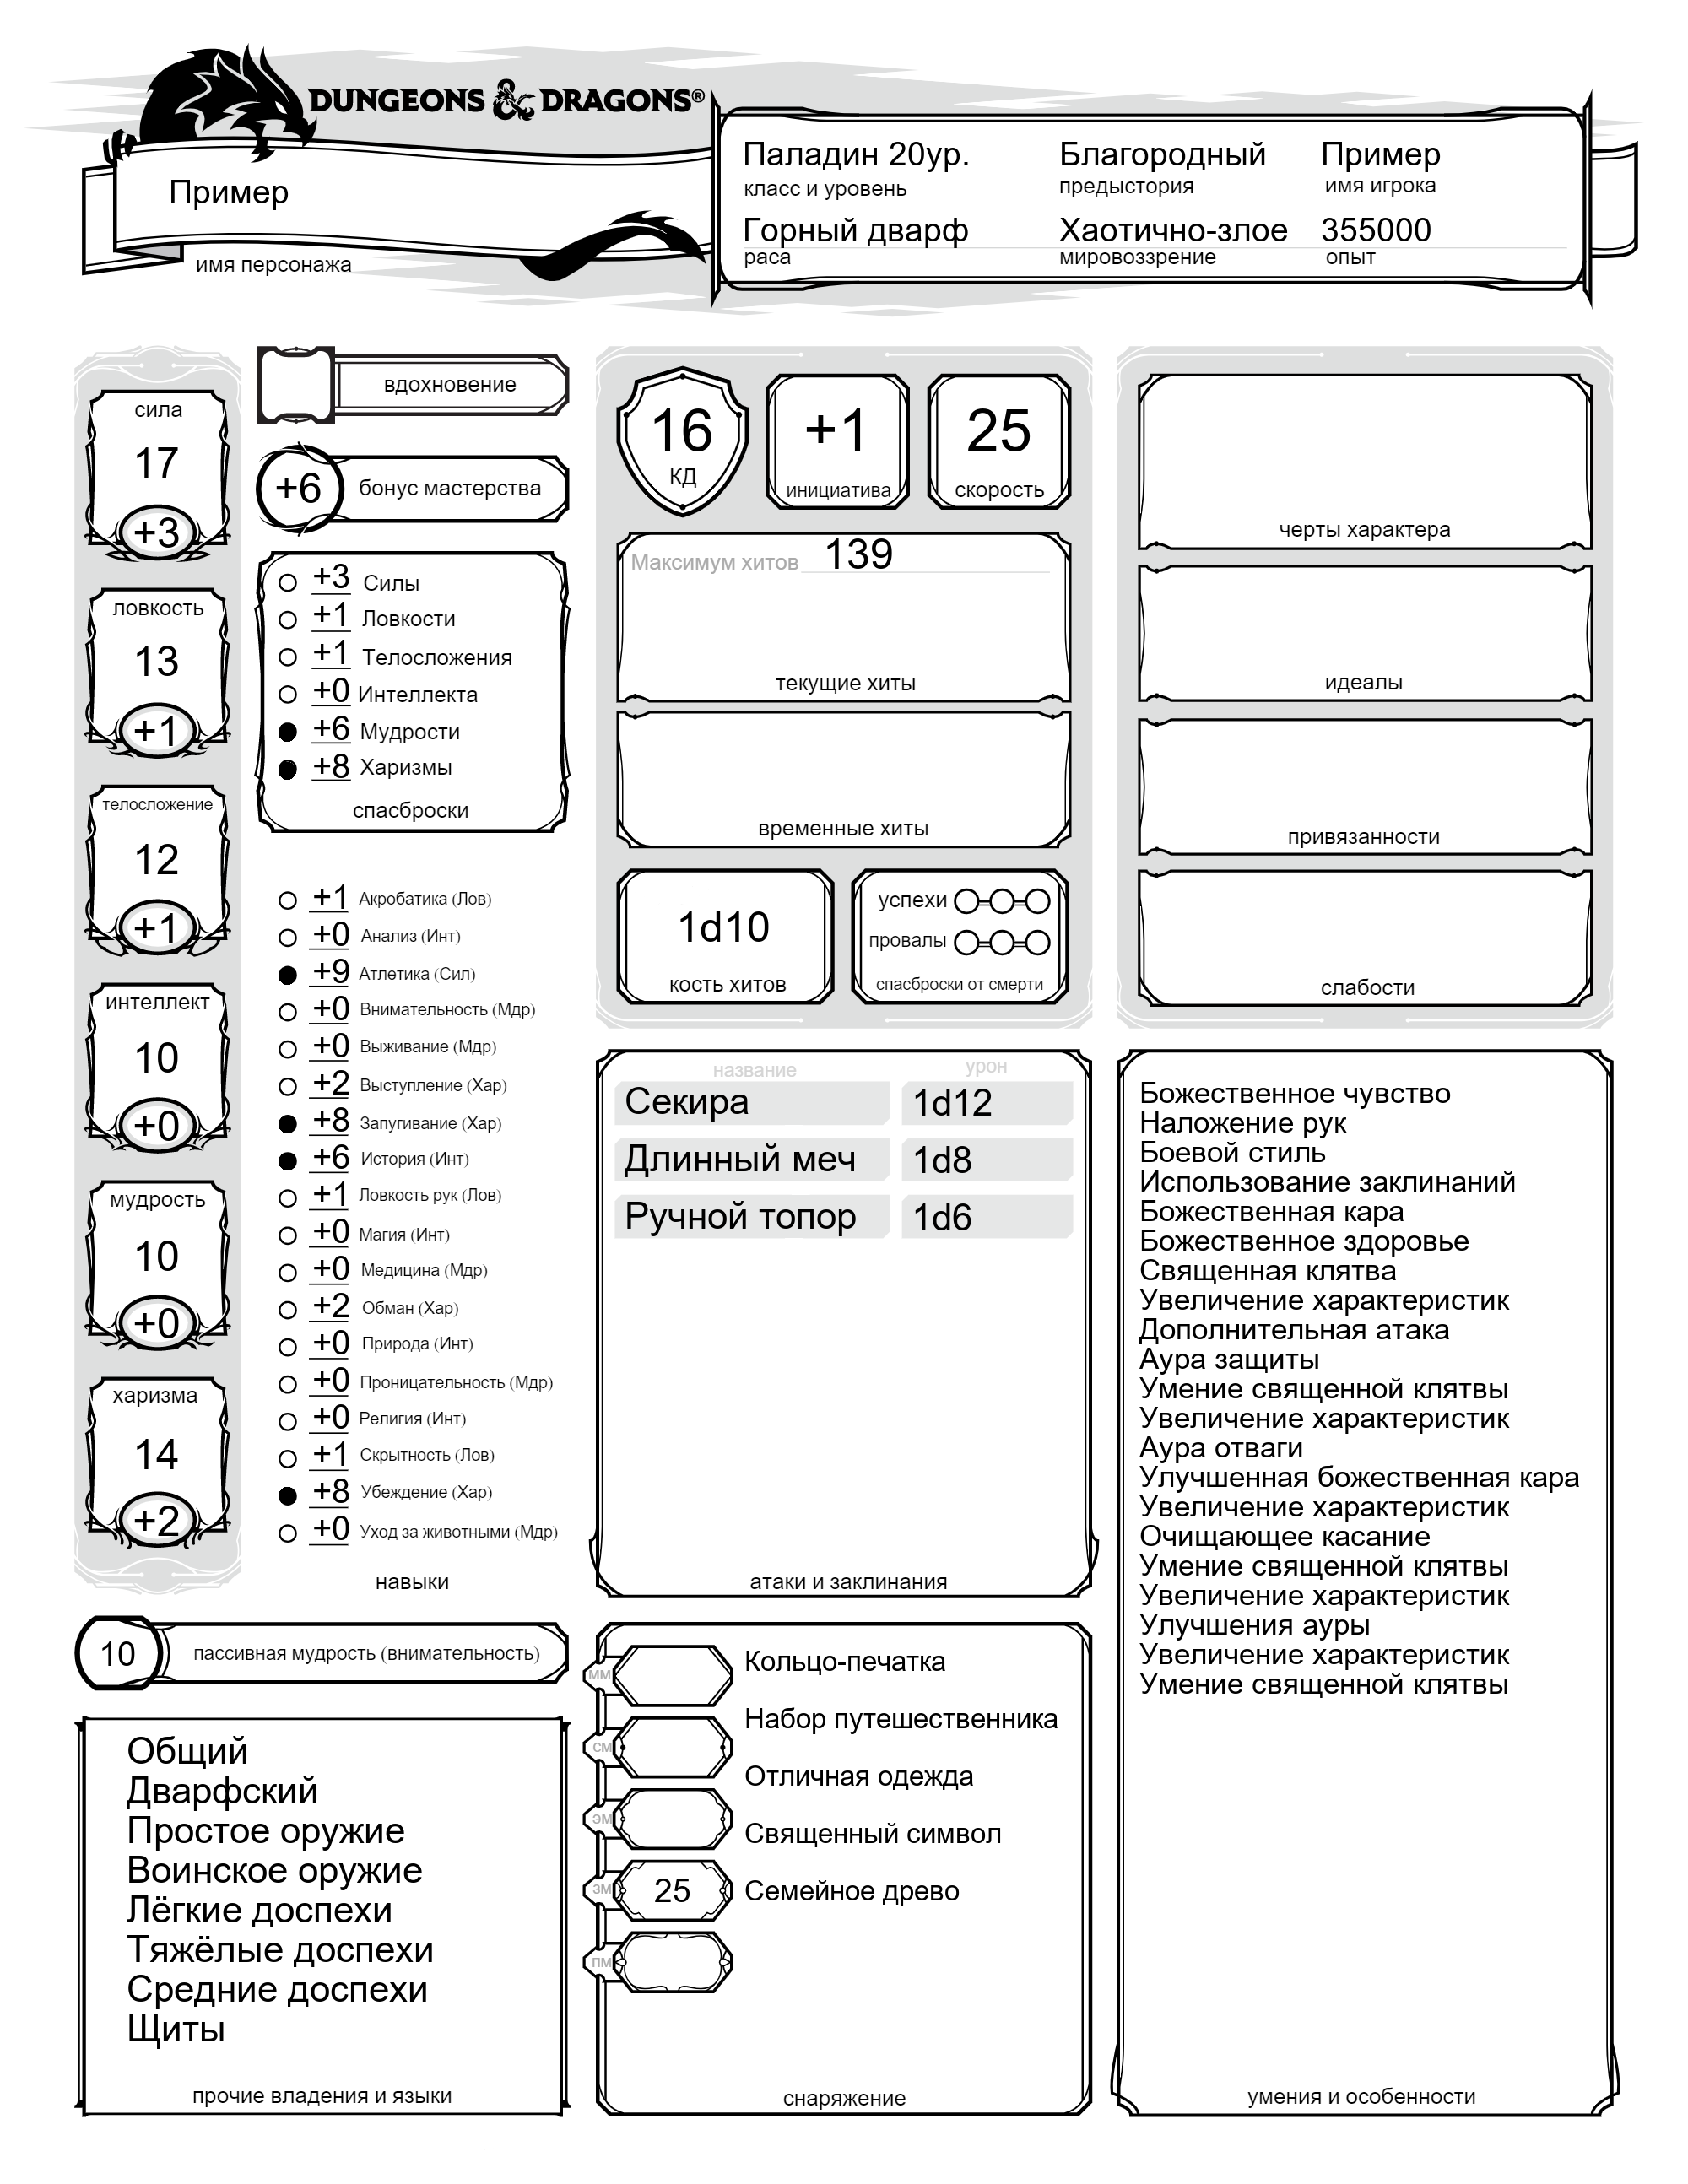 DUNGEONS & DRAGONS®
Пример
имя персонажа
Паладин 20ур. Благородный Пример
класс и уровень предыстория имя игрока
Горный дварф Хаотично-злое 355000
раса мировоззрение опыт
сила
17
+3
ловкость
13
+1
телосложение
12
+1
интеллект
10
+0
мудрость
10
+0
харизма
14
+2
вдохновение
+6 бонус мастерства
+3 Силы
+1 Ловкости
+1 Телосложения
+0 Интеллекта
+6 Мудрости
+8 Харизмы
спасброски
+1 Акробатика (Лов)
+0 Анализ (Инт)
+9 Атлетика (Сил)
+0 Внимательность (Мдр)
+0 Выживание (Мдр)
+2 Выступление (Хар)
+8 Запугивание (Хар)
+6 История (Инт)
+1 Ловкость рук (Лов)
+0 Магия (Инт)
+0 Медицина (Мдр)
+2 Обман (Хар)
+0 Природа (Инт)
+0 Проницательность (Мдр)
+0 Религия (Инт)
+1 Скрытность (Лов)
+8 Убеждение (Хар)
+0 Уход за животными (Мдр)
навыки
10 пассивная мудрость (внимательность)
Общий
Дварфский
Простое оружие
Воинское оружие
Лёгкие доспехи
Тяжёлые доспехи
Средние доспехи
Щиты
прочие владения и языки
16
КД
+1
инициатива
25
скорость
Максимум хитов 139
текущие хиты
временные хиты
1d10
кость хитов
успехи
провалы
спасброски от смерти
название урон
Секира 1d12
Длинный меч 1d8
Ручной топор 1d6
атаки и заклинания
мм
см
эм
зм 25
пм
Кольцо-печатка
Набор путешественника
Отличная одежда
Священный символ
Семейное древо
снаряжение
черты характера
идеалы
привязанности
слабости
Божественное чувство
Наложение рук
Боевой стиль
Использование заклинаний
Божественная кара
Божественное здоровье
Священная клятва
Увеличение характеристик
Дополнительная атака
Аура защиты
Умение священной клятвы
Увеличение характеристик
Аура отваги
Улучшенная божественная кара
Увеличение характеристик
Очищающее касание
Умение священной клятвы
Увеличение характеристик
Улучшения ауры
Увеличение характеристик
Умение священной клятвы
умения и особенности